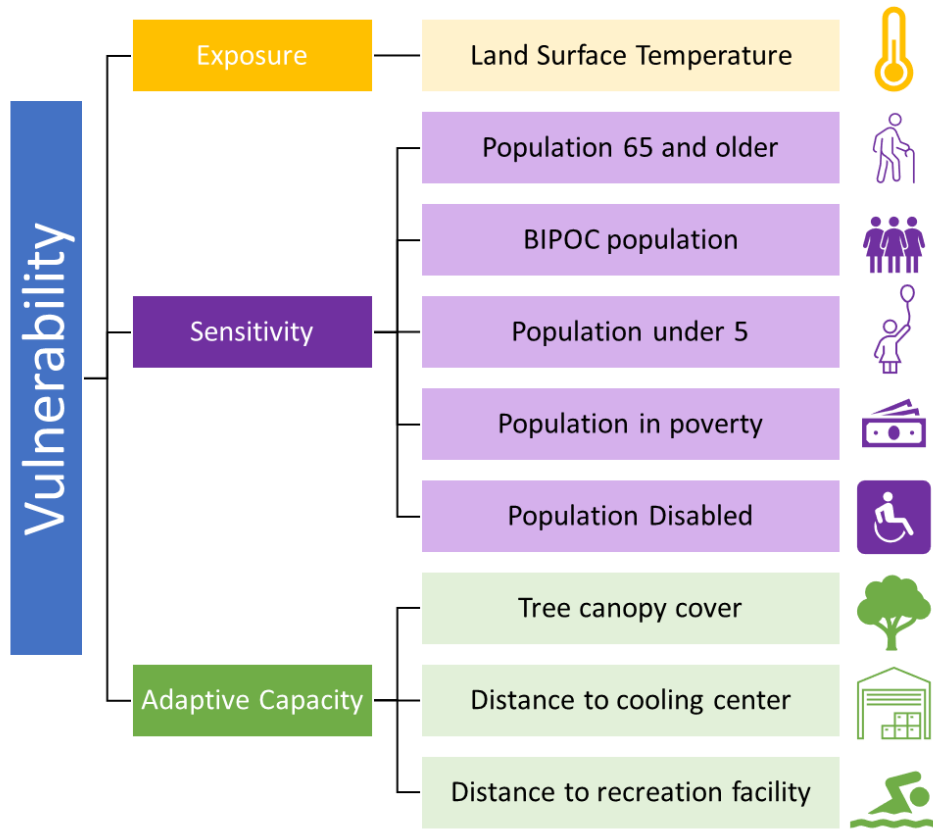 Vulnerability
Exposure
Land Surface Temperature
Sensitivity
Population 65 and older
BIPOC population
Population under 5
Population in poverty
Population Disabled
Adaptive Capacity
Tree canopy cover
Distance to cooling center
Distance to recreation facility